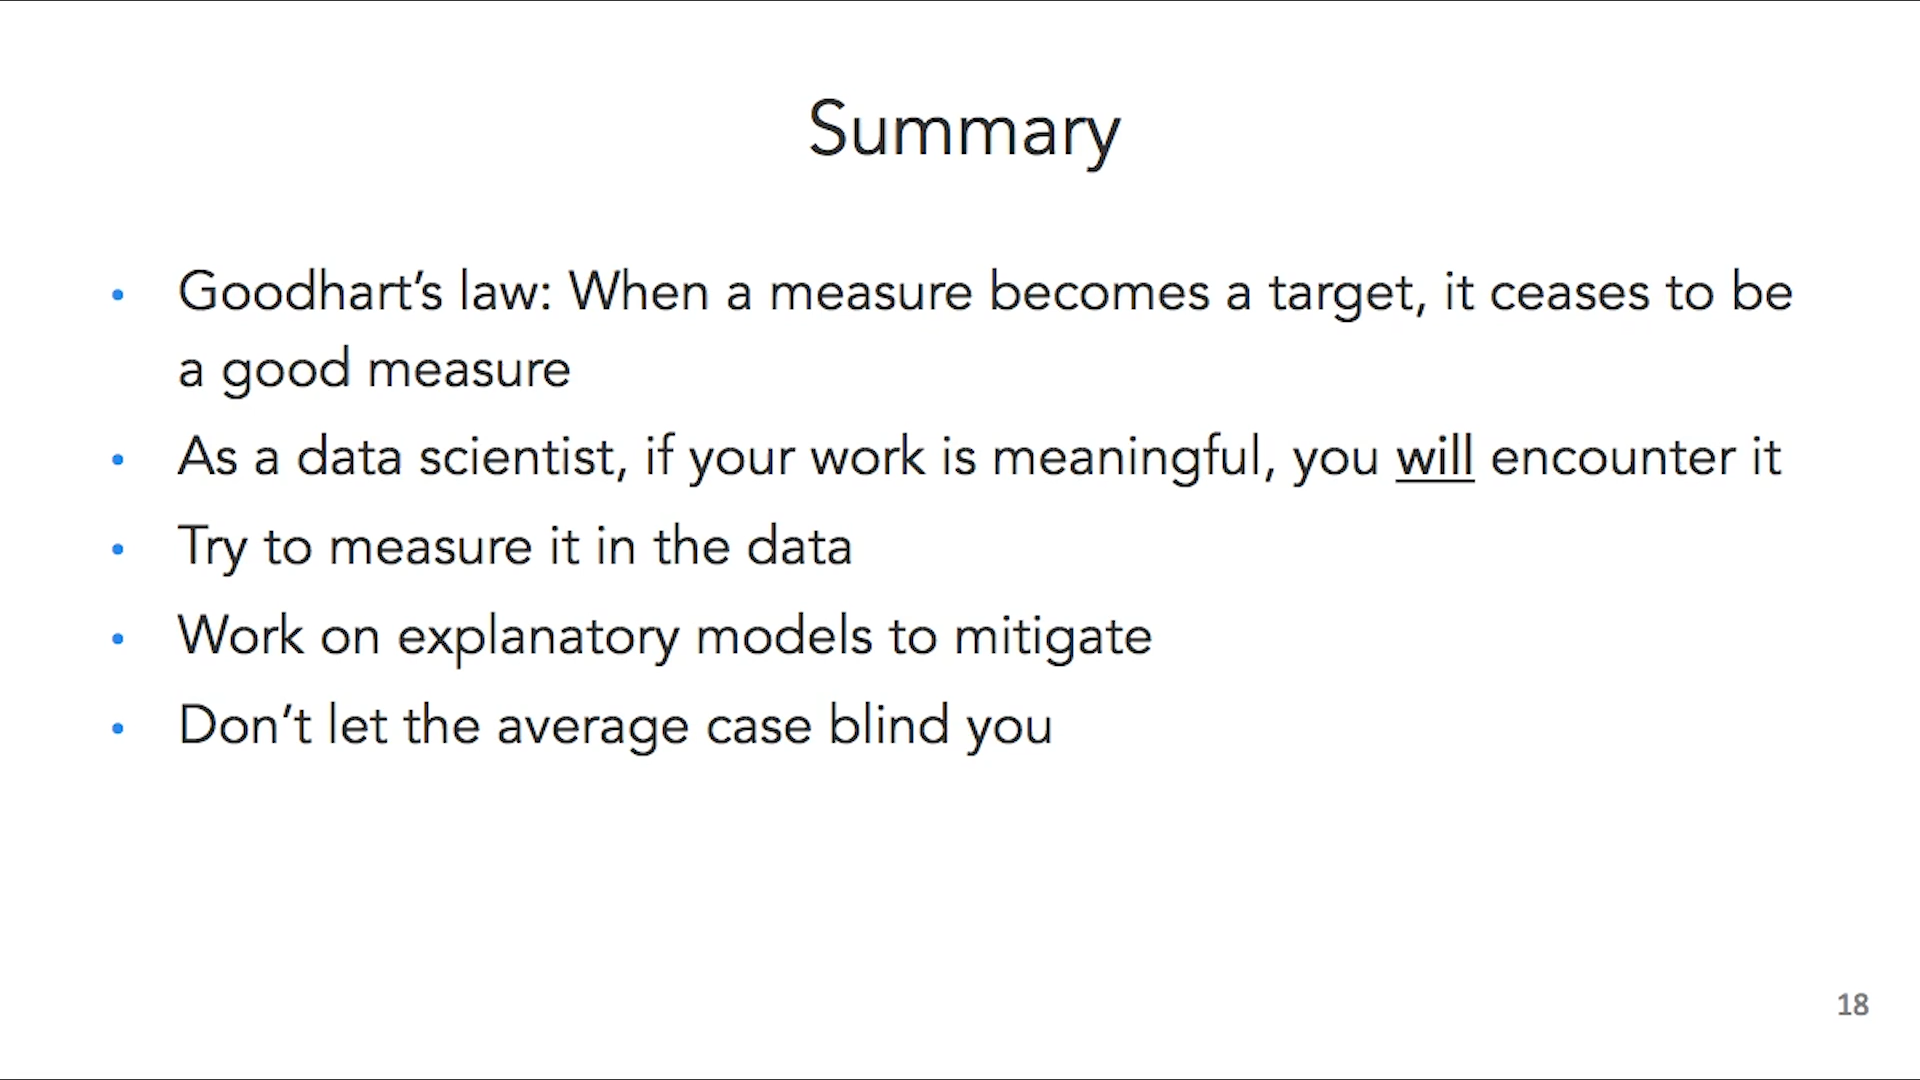 Summary
• Goodhart’s law: When a measure becomes a target, it ceases to be
a good measure
• As a data scientist, if your work is meaningful, you will encounter it
• Try to measure it in the data
• Work on explanatory models to mitigate
• Don’t let the average case blind you
18